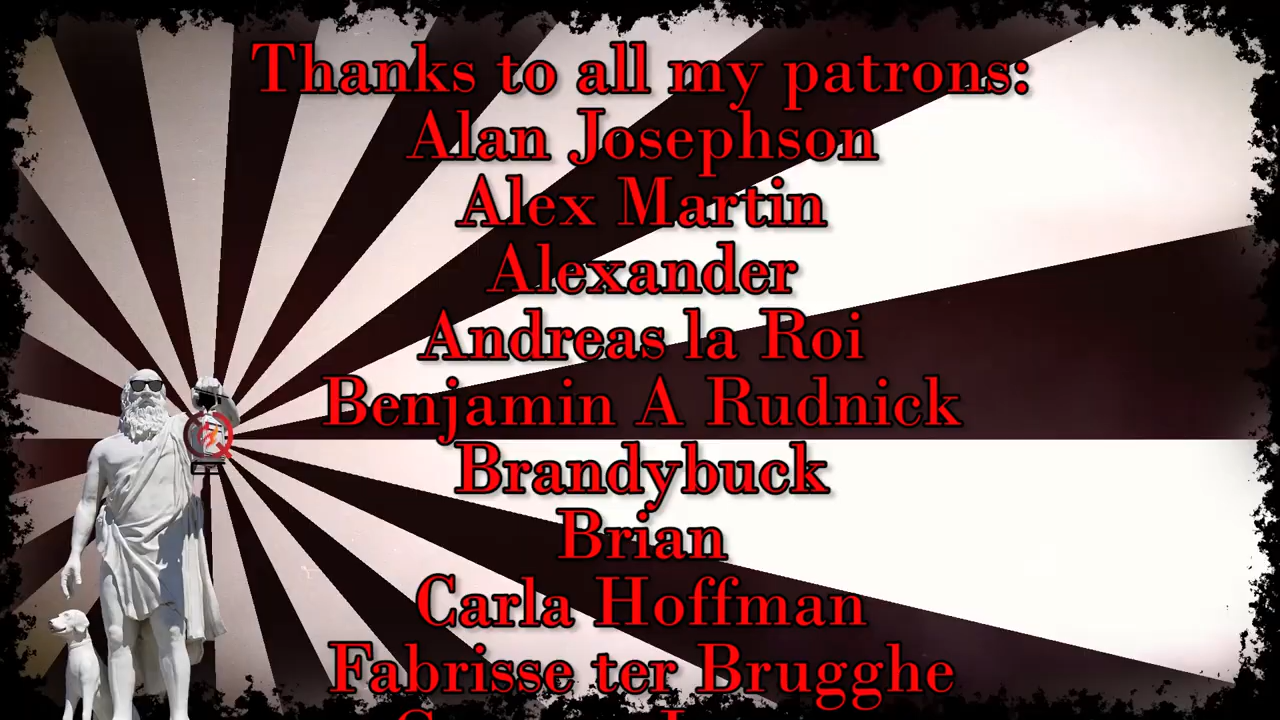 Thanks to all my patrons:
Alan Josephson
Alex Martin
Alexander
Andreas la Roi
Benjamin A Rudnick
Brandybuck
Brian
Carla Hoffman
Fabrisse ter Brugghe